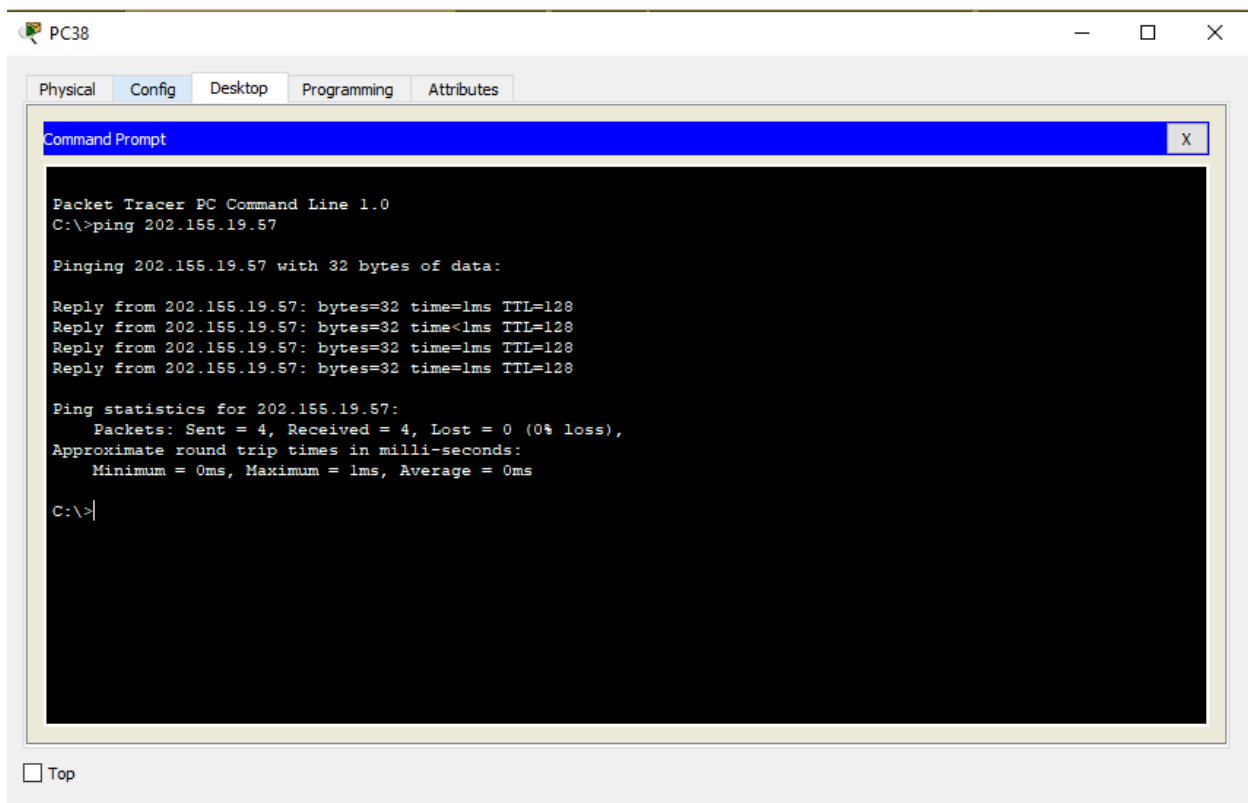 PC38
Physical Config Desktop Programming Attributes
Command Prompt X
Packet Tracer PC Command Line 1.0
C:\>ping 202.155.19.57
Pinging 202.155.19.57 with 32 bytes of data:
Reply from 202.155.19.57: bytes=32 time=1ms TTL=128
Reply from 202.155.19.57: bytes=32 time<1ms TTL=128
Reply from 202.155.19.57: bytes=32 time=1ms TTL=128
Reply from 202.155.19.57: bytes=32 time=1ms TTL=128
Ping statistics for 202.155.19.57:
Packets: Sent = 4, Received = 4, Lost = 0 (0% loss),
Approximate round trip times in milli-seconds:
Minimum = 0ms, Maximum = 1ms, Average = 0ms
C:\>
Top